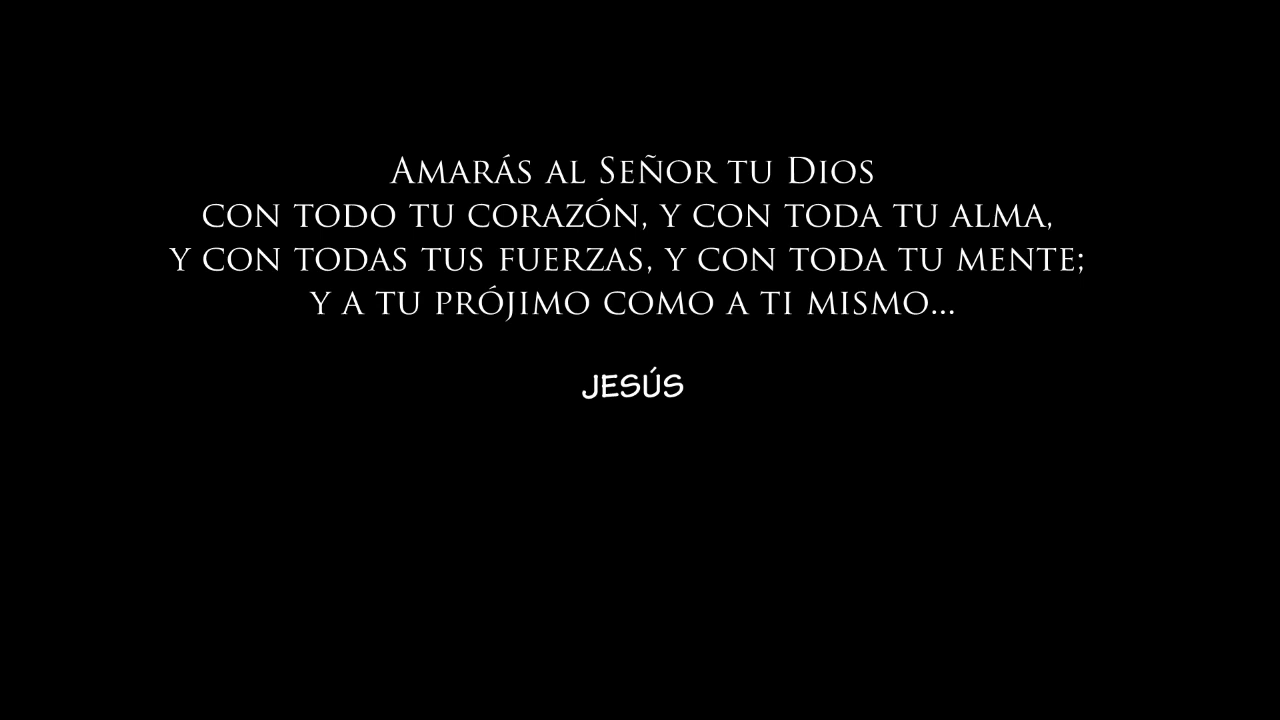 Amarás al Señor tu Dios
con todo tu corazón, y con toda tu alma,
y con todas tus fuerzas, y con toda tu mente;
y a tu prójimo como a ti mismo...
JESÚS